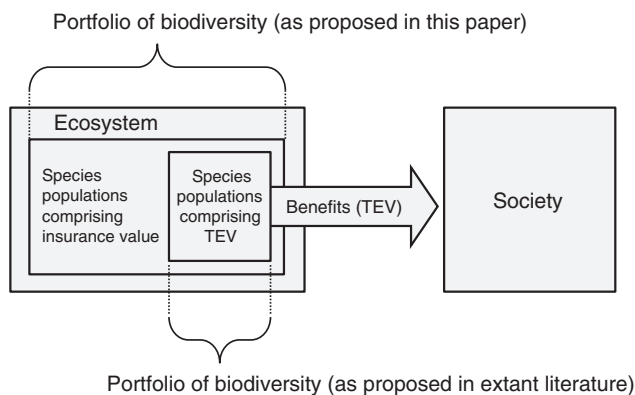 Portfolio of biodiversity (as proposed in this paper)
Ecosystem
Species
populations
comprising
insurance value
Species
populations
comprising
TEV
Benefits (TEV)
Society
Portfolio of biodiversity (as proposed in extant literature)